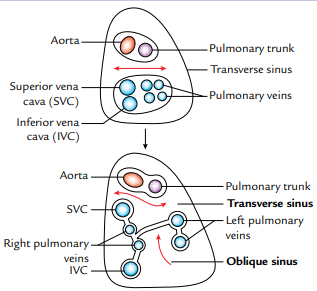 Aorta
Pulmonary trunk
Transverse sinus
Superior vena
cava (SVC)
Pulmonary veins
Inferior vena
cava (IVC)
Aorta
Pulmonary trunk
SVC
Transverse sinus
Left pulmonary
veins
Right pulmonary
veins
IVC
Oblique sinus